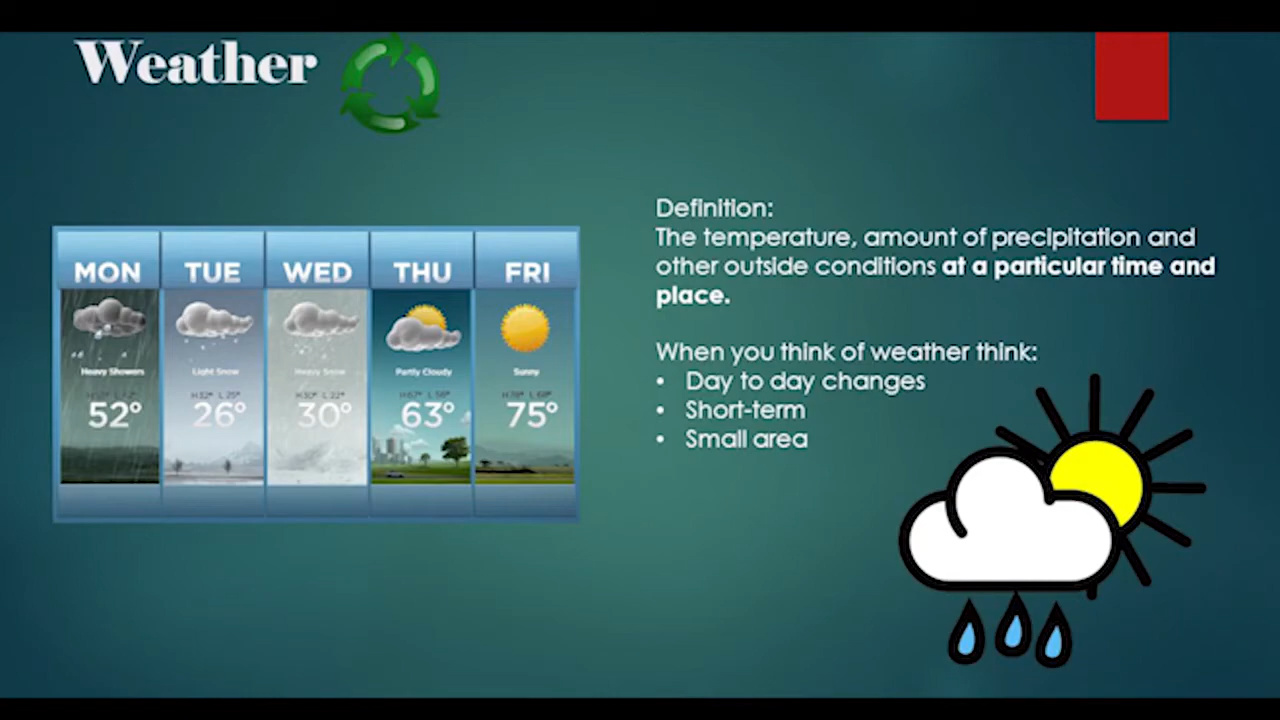 Weather
MON TUE WED THU FRI
Heavy Showers Light Snow Heavy Snow Partly Cloudy Sunny
52° 26° 30° 63° 75°
Definition:
The temperature, amount of precipitation and
other outside conditions at a particular time and
place.
When you think of weather think:
• Day to day changes
• Short-term
• Small area